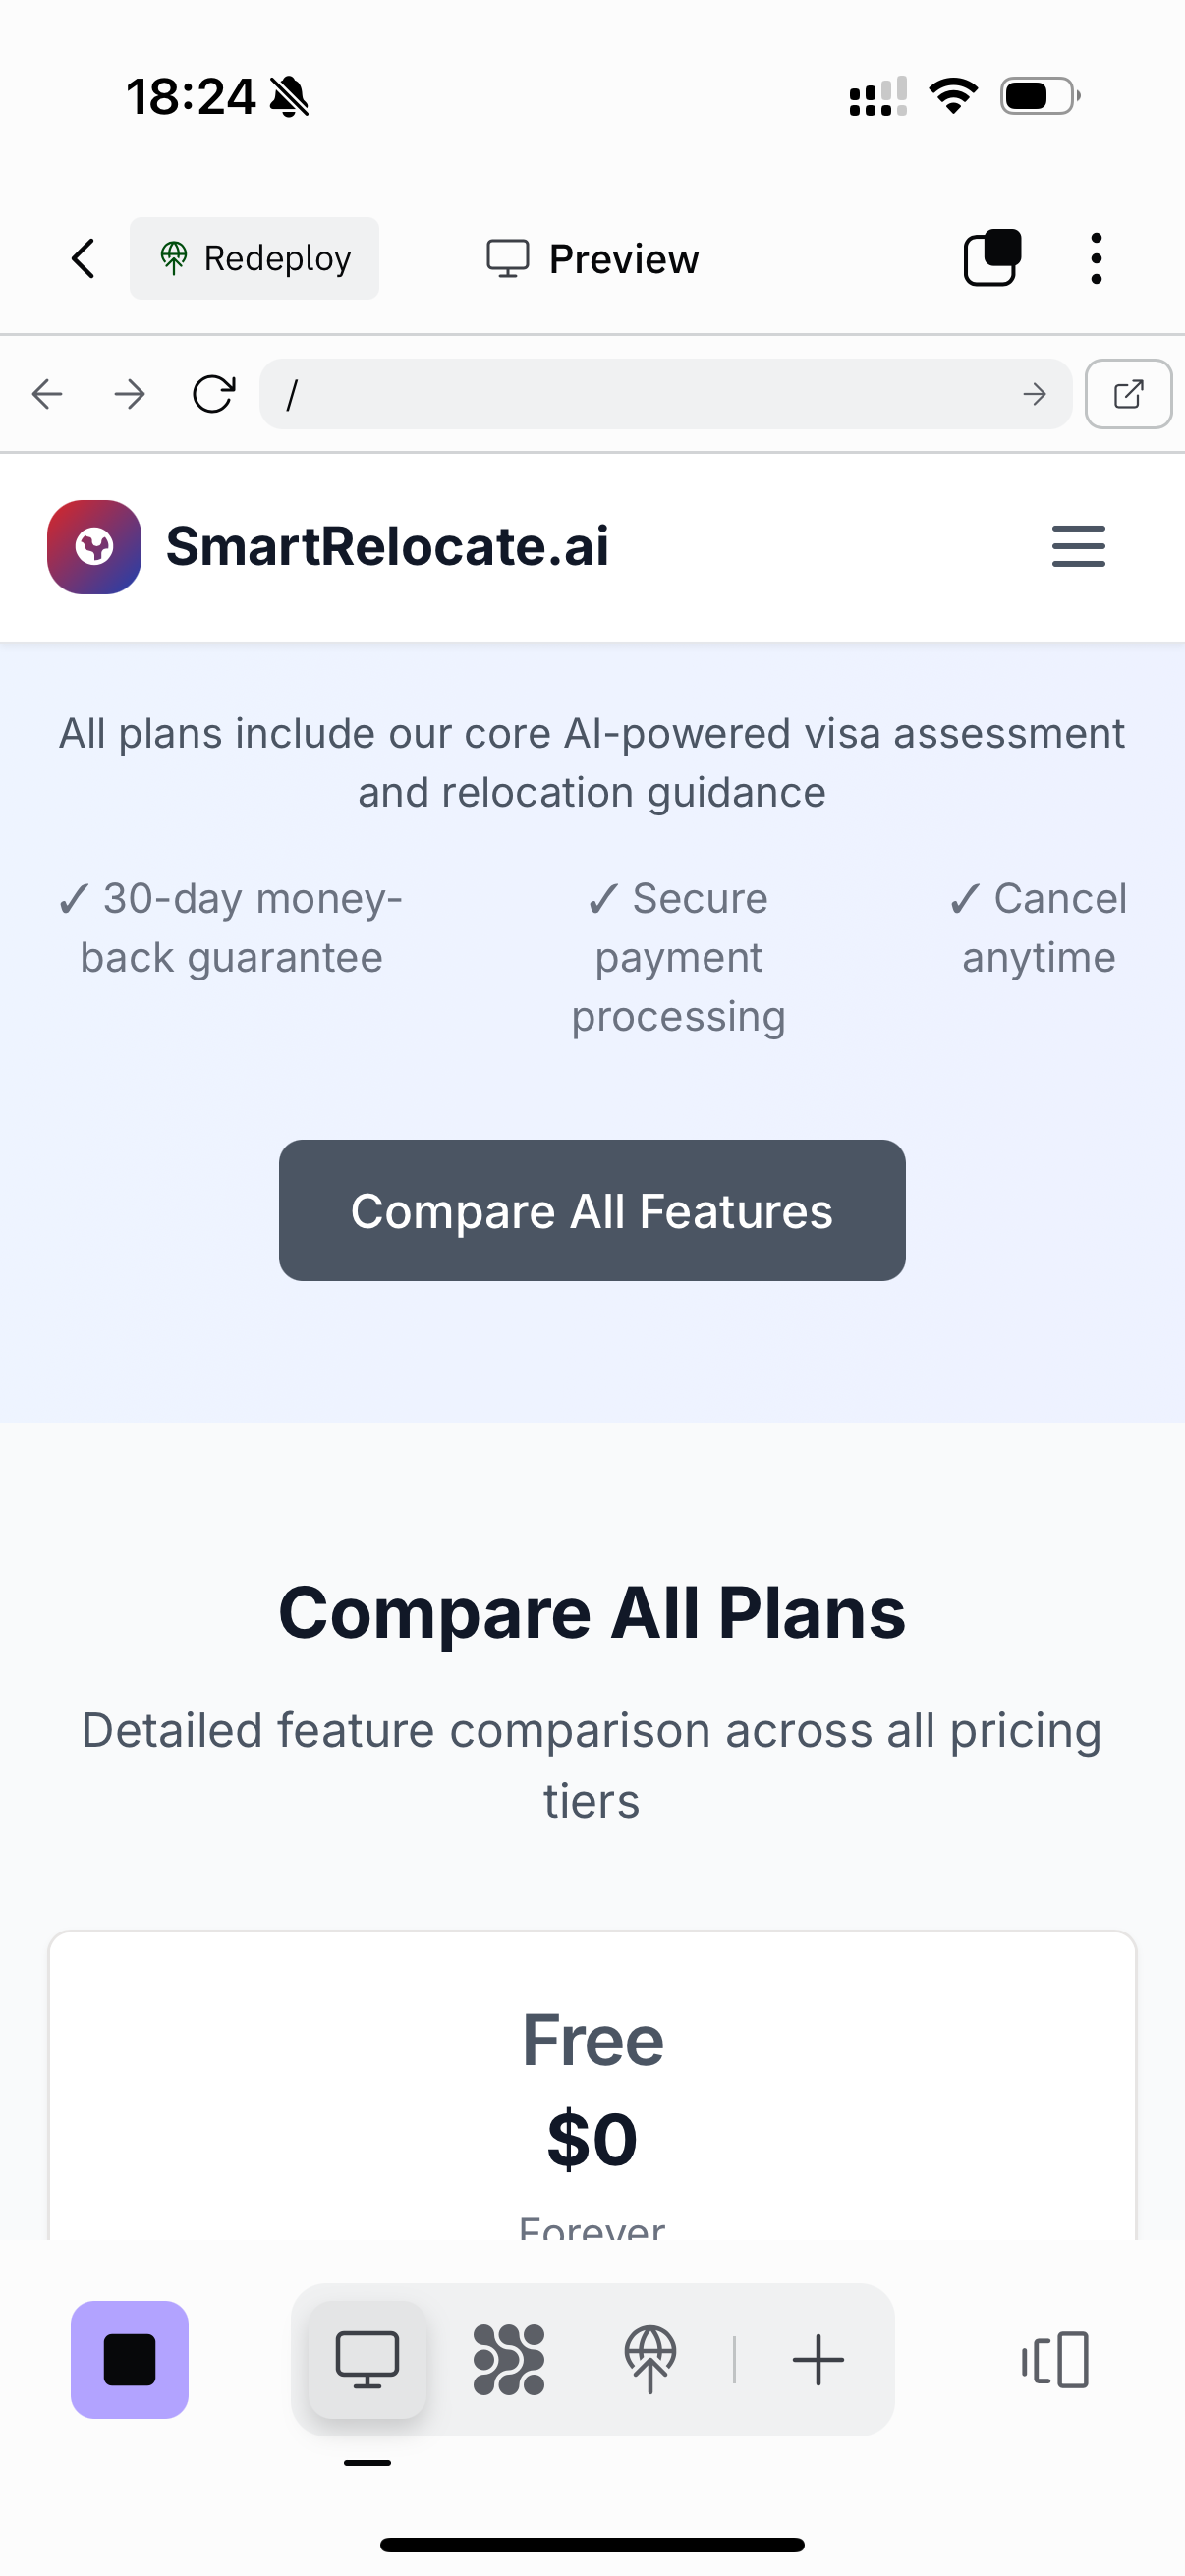 18:24
Redeploy
Preview
/
SmartRelocate.ai
All plans include our core AI-powered visa assessment
and relocation guidance
✓ 30-day money-
back guarantee
✓ Secure
payment
processing
✓ Cancel
anytime
Compare All Features
Compare All Plans
Detailed feature comparison across all pricing
tiers
Free
$0
Forever